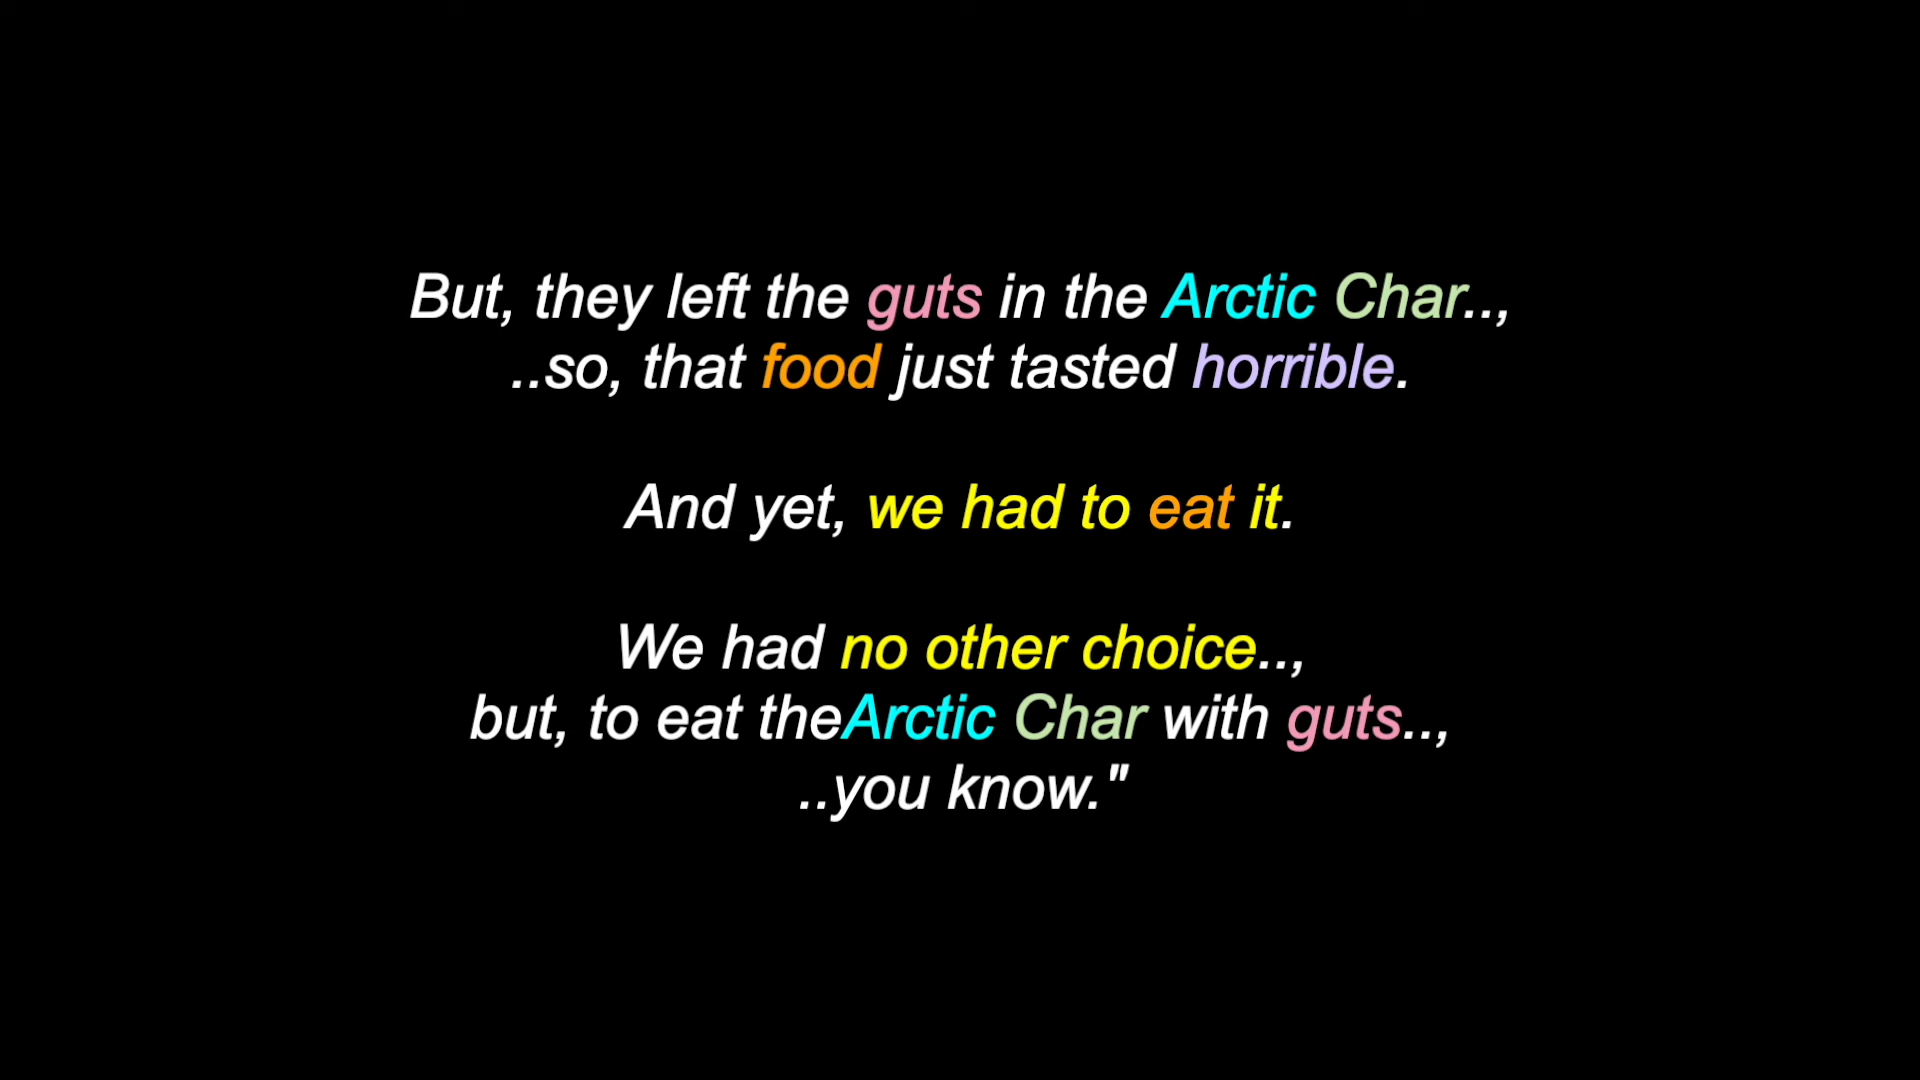 But, they left the guts in the Arctic Char..,
..so, that food just tasted horrible.
And yet, we had to eat it.
We had no other choice..,
but, to eat theArctic Char with guts..,
..you know."